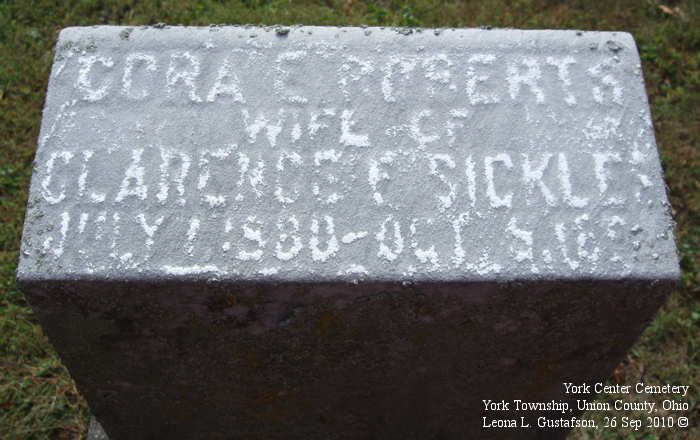 CORA E. ROBERTS
WIFE OF
CLARENCE F. SICKLES
JULY 1880-OCT
York Center Cemetery
York Township, Union County, Ohio
Leona L. Gustafson, 26 Sep 2010 ©